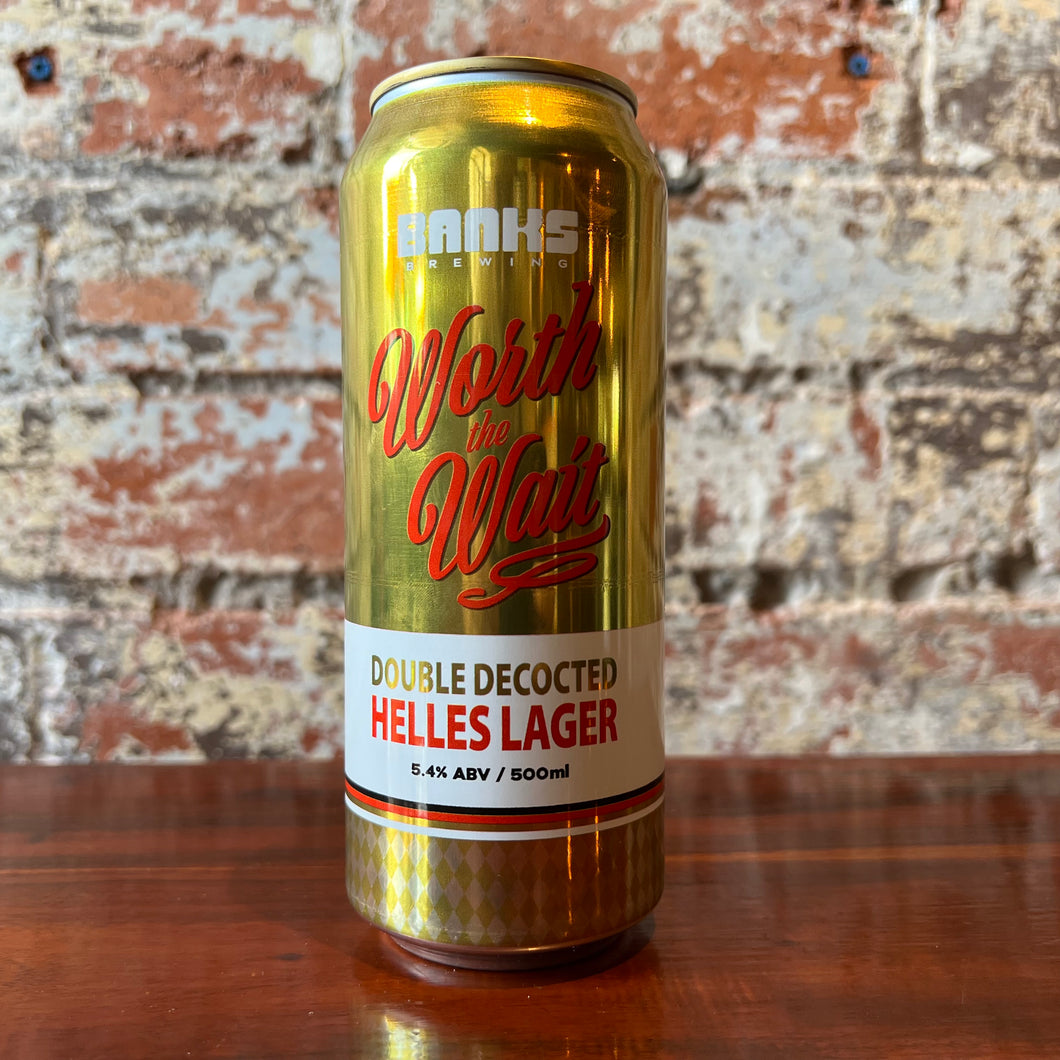 BANKS
BREWING
Worth
the
Wait
DOUBLE DECOCTED
HELLES LAGER
5.4% ABV / 500ml